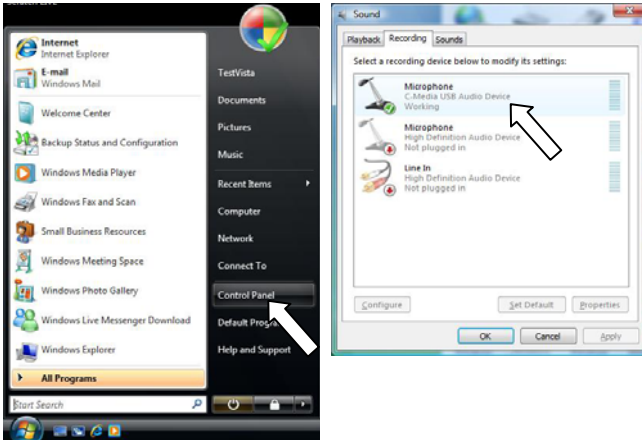 Internet
Internet Explorer
E-mail
Windows Mail
Welcome Center
Backup Status and Configuration
Windows Media Player
Windows Fax and Scan
Small Business Resources
Windows Meeting Space
Windows Photo Gallery
Windows Live Messenger Download
Windows Explorer
All Programs
Start Search
TestVista
Documents
Pictures
Music
Recent Items
Computer
Network
Connect To
Control Panel
Default
Help and Support
Sound
Playback Recording Sounds
Select a recording device below to modify its settings:
Microphone
C-Media USB Audio Device
Working
Microphone
High Definition Audio Device
Not plugged in
Line In
High Definition Audio Device
Not plugged in
Configure Set Default Properties
OK Cancel Apply